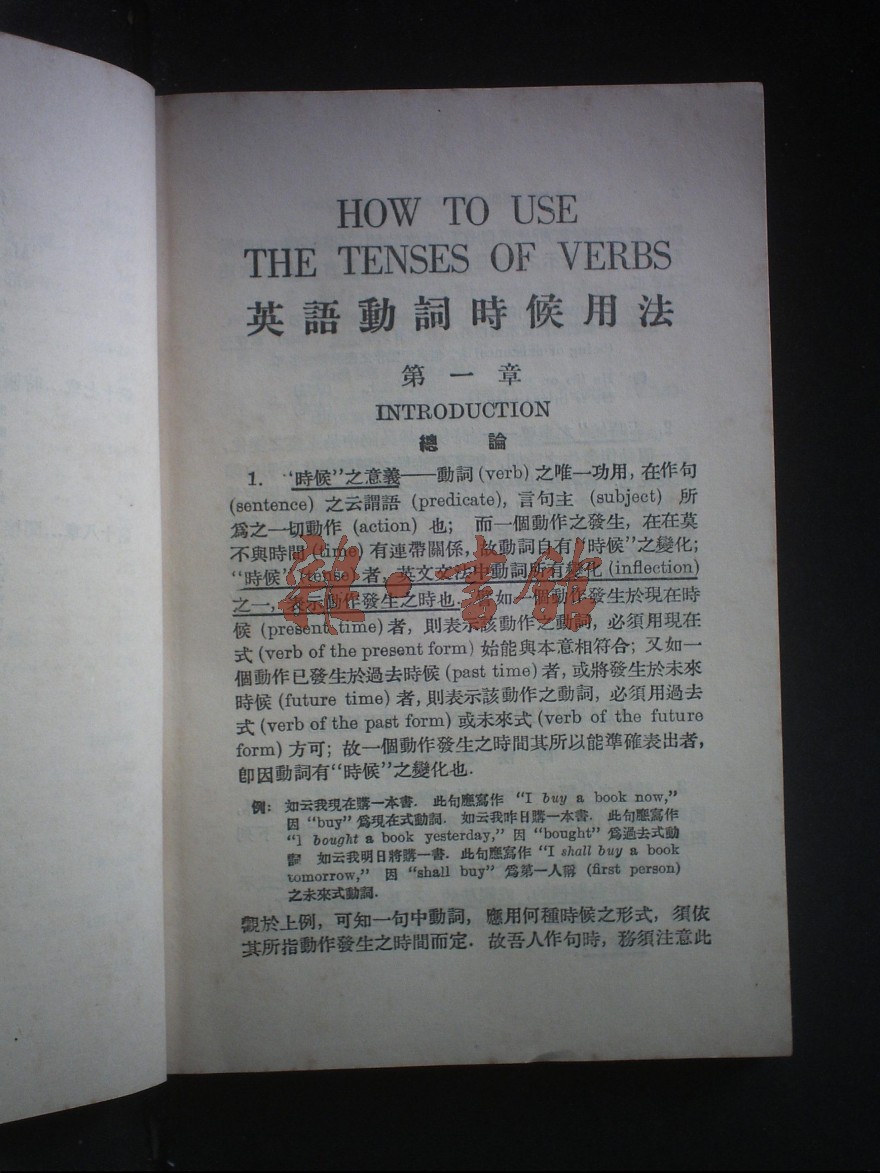 HOW TO USE
THE TENSES OF VERBS
英語動詞時候用法
第一章
INTRODUCTION
總論
1. “時候”之意義——動詞 (verb) 之唯一功用, 在作句
(sentence) 之云謂語 (predicate), 言句主 (subject) 所
爲之一切動作 (action) 也; 而一個動作之發生, 在在莫
不與時間 (time) 有連帶關係, 故動詞自有“時候”之變化;
“時候” (tense) 者, 英文文法中動詞所有變化 (inflection)
之一, 表示動作發生之時也. 如一個動作發生於現在時
候 (present time) 者, 則表示該動作之動詞, 必須用現在
式 (verb of the present form) 始能與本意相符合; 又如一
個動作已發生於過去時候 (past time) 者, 或將發生於未來
時候 (future time) 者, 則表示該動作之動詞, 必須用過去
式 (verb of the past form) 或未來式 (verb of the future
form) 方可; 故一個動作發生之時間其所以能準確表出者,
卽因動詞有“時候”之變化也.
例: 如云我現在購一本書. 此句應寫作 “I buy a book now,”
因 “buy” 爲現在式動詞. 如云我昨日購一本書. 此句應寫作
“I bought a book yesterday,” 因 “bought” 爲過去式動
詞 如云我明日將購一書. 此句應寫作 “I shall buy a book
tomorrow,” 因 “shall buy” 爲第一人稱 (first person)
之未來式動詞.
觀於上例, 可知一句中動詞, 應用何種時候之形式, 須依
其所指動作發生之時間而定. 故吾人作句時, 務須注意此
雜·書館